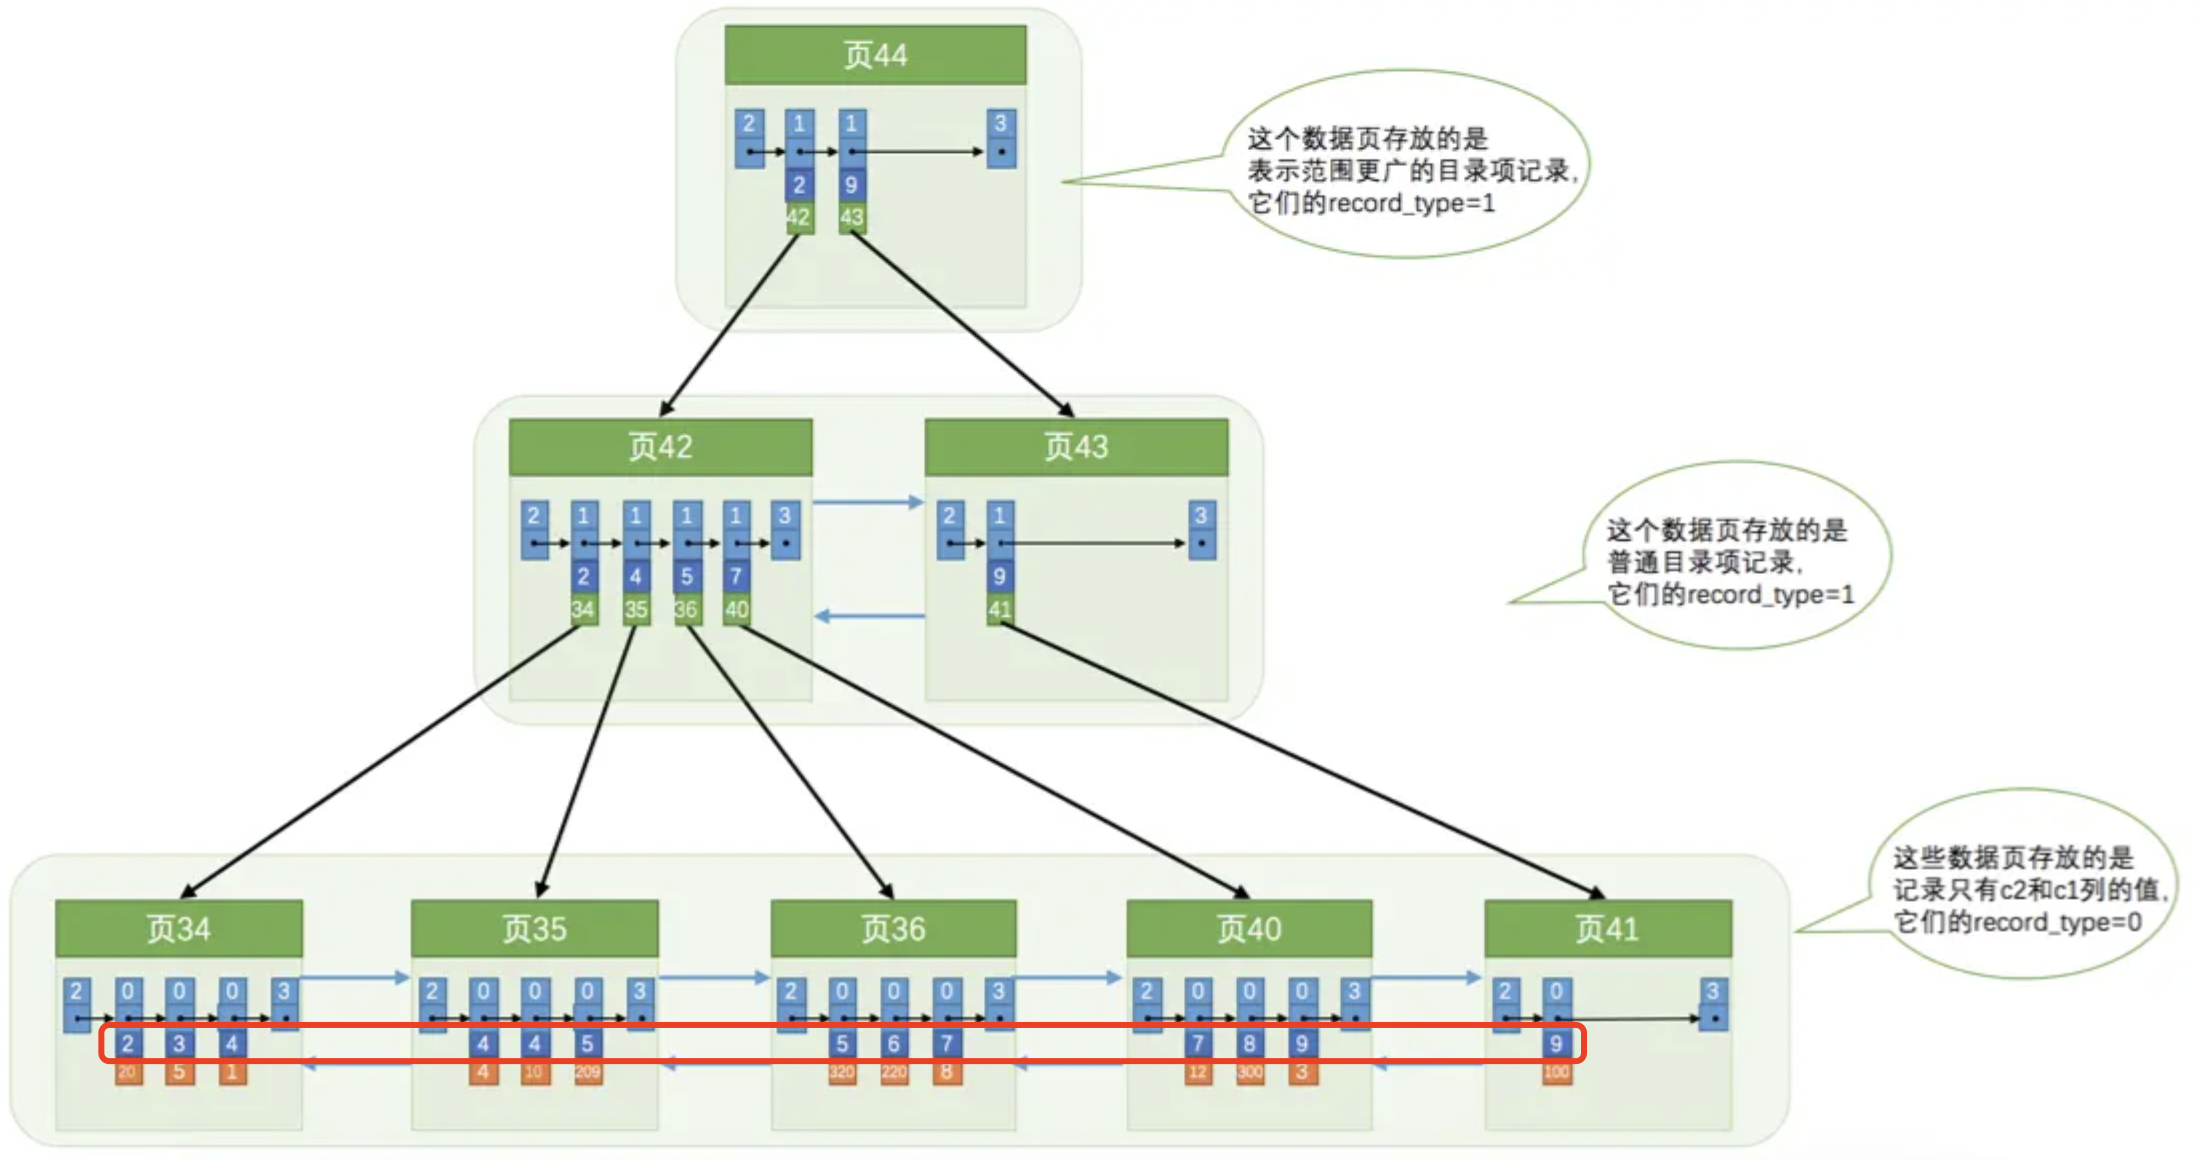 页44
2 1 1 3
2 9
42 43
这个数据页存放的是
表示范围更广的目录项记录,
它们的record_type=1
页42
2 1 1 1 1 3
2 4 5 7
34 35 36 40
页43
2 1 3
9
41
这个数据页存放的是
普通目录项记录,
它们的record_type=1
页34
2 0 0 0 3
2 3 4
20 5 1
页35
2 0 0 0 3
4 4 5
4 10 209
页36
2 0 0 0 3
5 6 7
320 220 8
页40
2 0 0 0 3
7 8 9
12 300 3
页41
2 0 3
9
100
这些数据页存放的是
记录只有c2和c1列的值,
它们的record_type=0